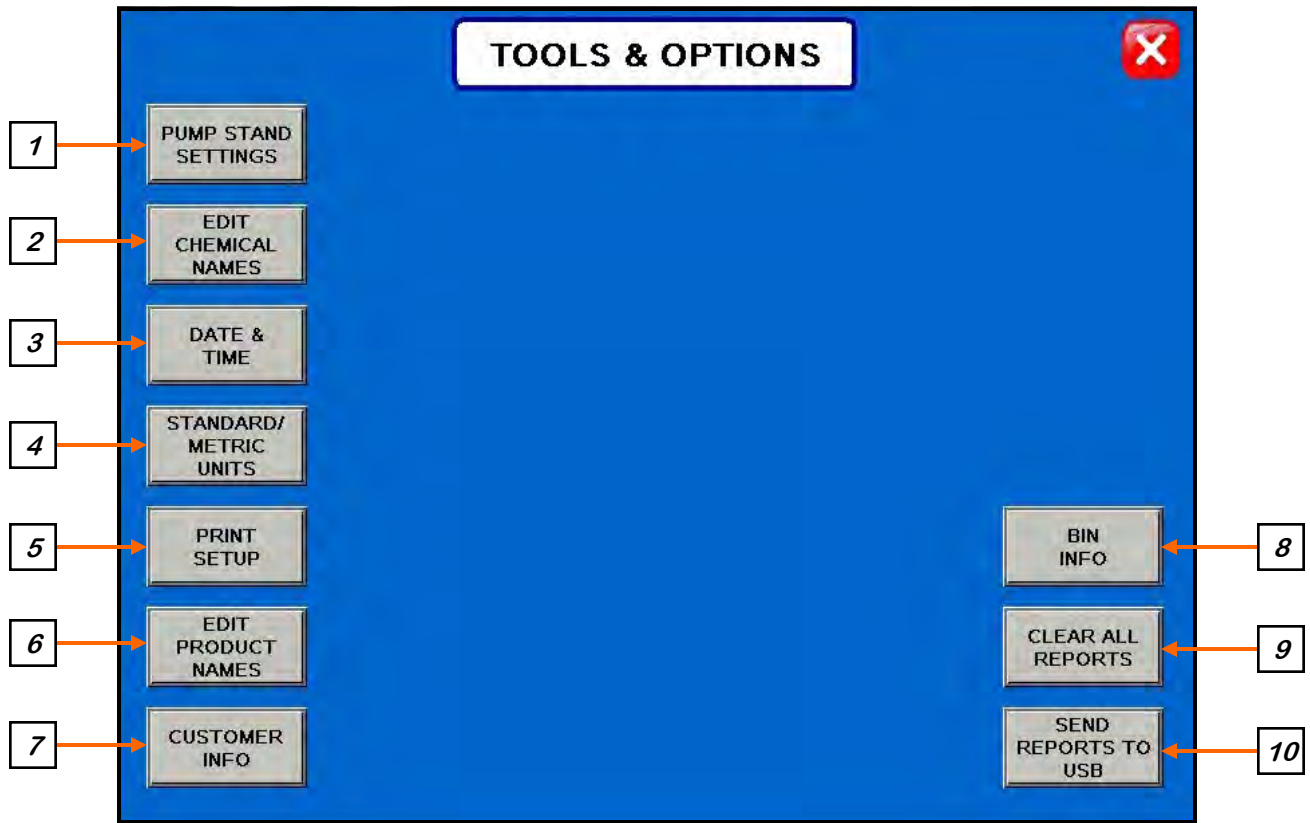 TOOLS & OPTIONS
X
1
PUMP STAND
SETTINGS
2
EDIT
CHEMICAL
NAMES
3
DATE &
TIME
4
STANDARD/
METRIC
UNITS
5
PRINT
SETUP
6
EDIT
PRODUCT
NAMES
7
CUSTOMER
INFO
BIN
INFO
8
CLEAR ALL
REPORTS
9
SEND
REPORTS TO
USB
10